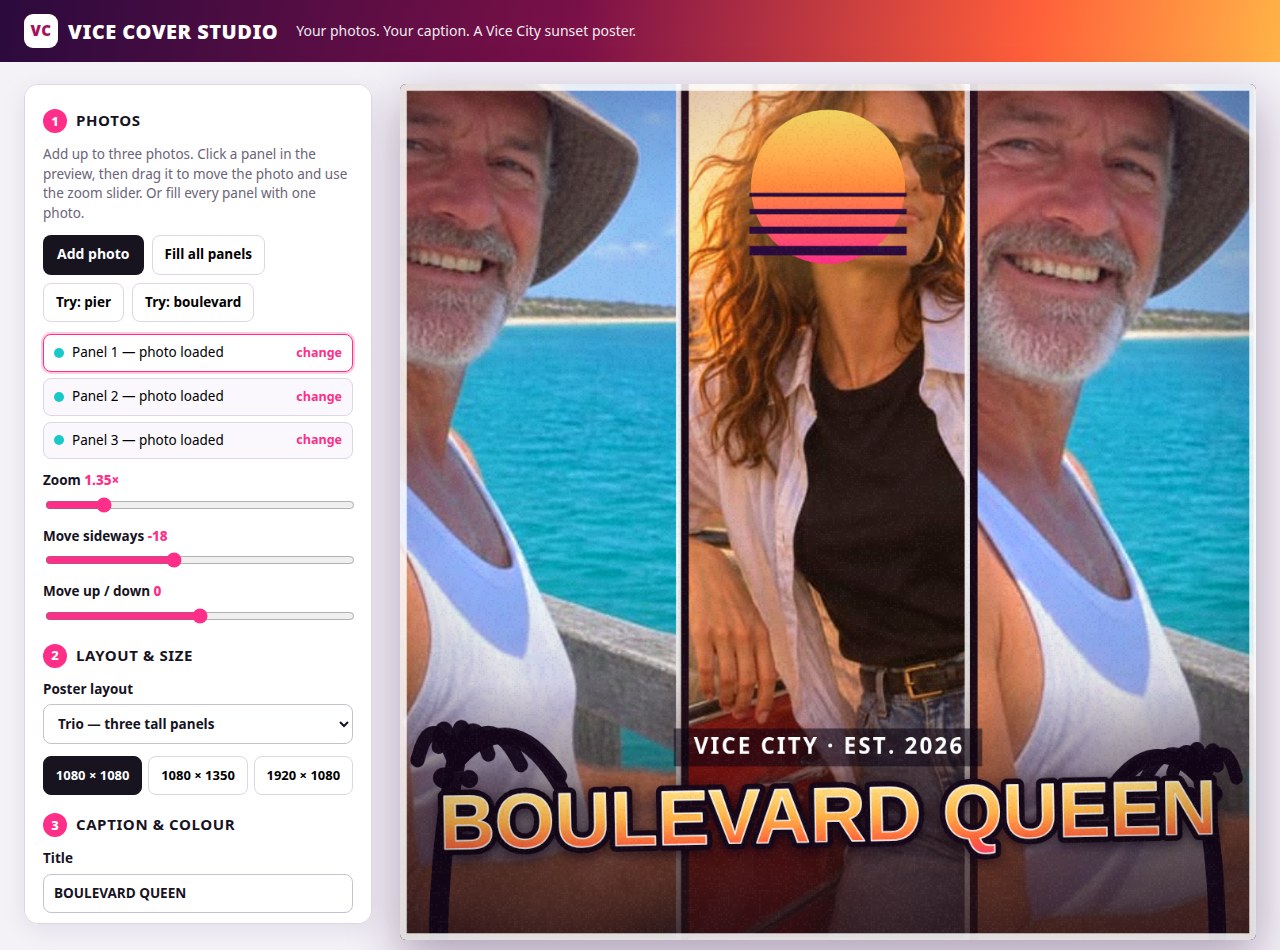 VC VICE COVER STUDIO Your photos. Your caption. A Vice City sunset poster.
1 PHOTOS
Add up to three photos. Click a panel in the
preview, then drag it to move the photo and use
the zoom slider. Or fill every panel with one
photo.
Add photo Fill all panels
Try: pier Try: boulevard
Panel 1 — photo loaded change
Panel 2 — photo loaded change
Panel 3 — photo loaded change
Zoom 1.35×
Move sideways -18
Move up / down 0
2 LAYOUT & SIZE
Poster layout
Trio — three tall panels
1080 × 1080 1080 × 1350 1920 × 1080
3 CAPTION & COLOUR
Title
BOULEVARD QUEEN
VICE CITY · EST. 2026
BOULEVARD QUEEN